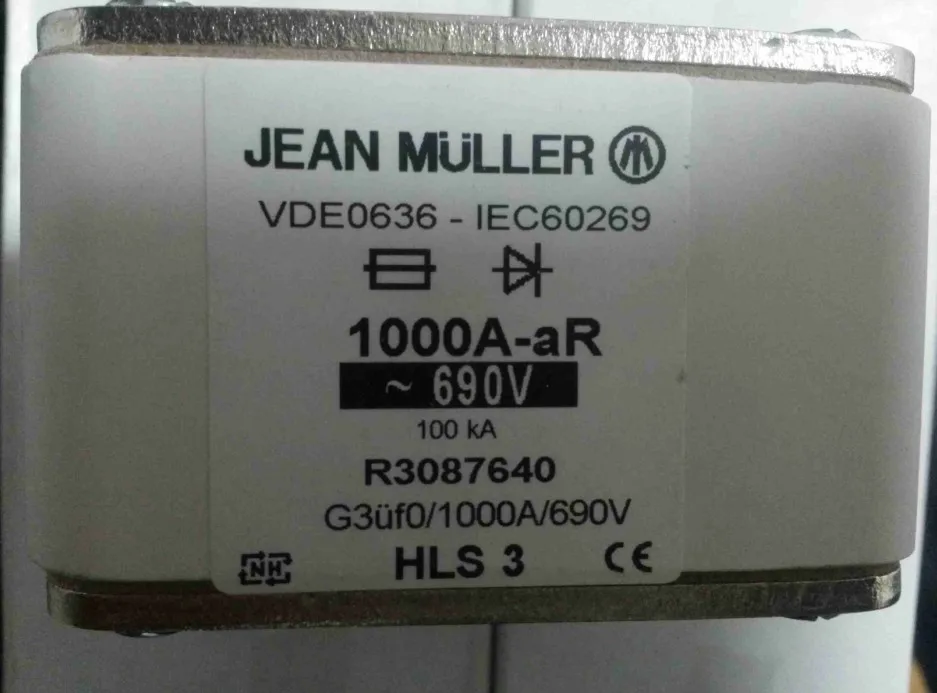 JEAN MÜLLER
VDE0636 - IEC60269
1000A-aR
~ 690V
100 kA
R3087640
G3üf0/1000A/690V
NH HLS 3 CE